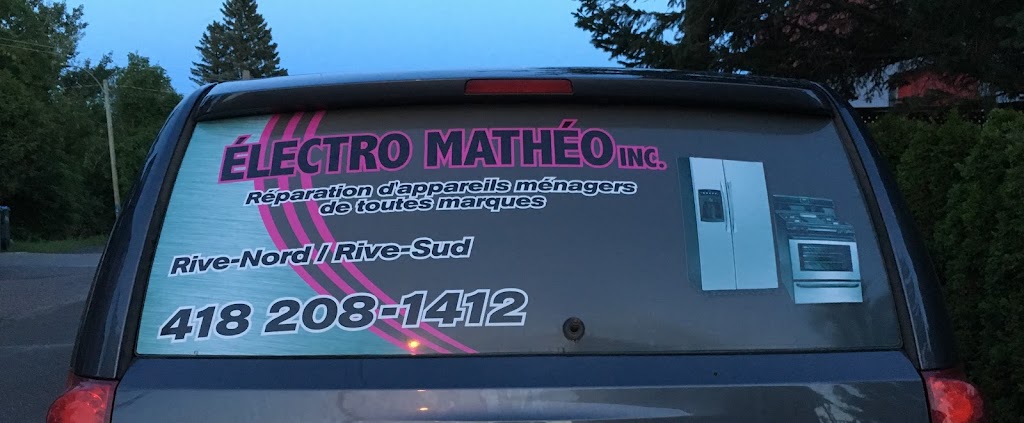 ÉLECTRO MATHÉO INC.
Réparation d'appareils ménagers
de toutes marques
Rive-Nord / Rive-Sud
418 208-1412